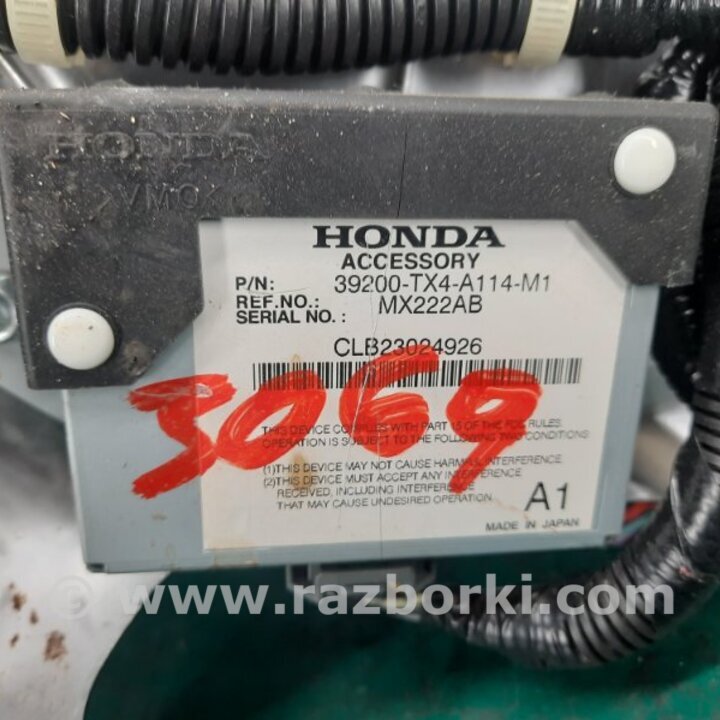 HONDA
VMQ
HONDA
ACCESSORY
P/N: 39200-TX4-A114-M1
REF.NO.: MX222AB
SERIAL NO. :
CLB23024926
3069
THIS DEVICE COMPLIES WITH PART 15 OF THE FCC RULES
OPERATION IS SUBJECT TO THE FOLLOWING TWO CONDITIONS
(1)THIS DEVICE MAY NOT CAUSE HARMFUL INTERFERENCE.
(2)THIS DEVICE MUST ACCEPT ANY INTERFERENCE
RECEIVED, INCLUDING INTERFERENCE
THAT MAY CAUSE UNDESIRED OPERATION.
A1
MADE IN JAPAN
© www.razborki.com